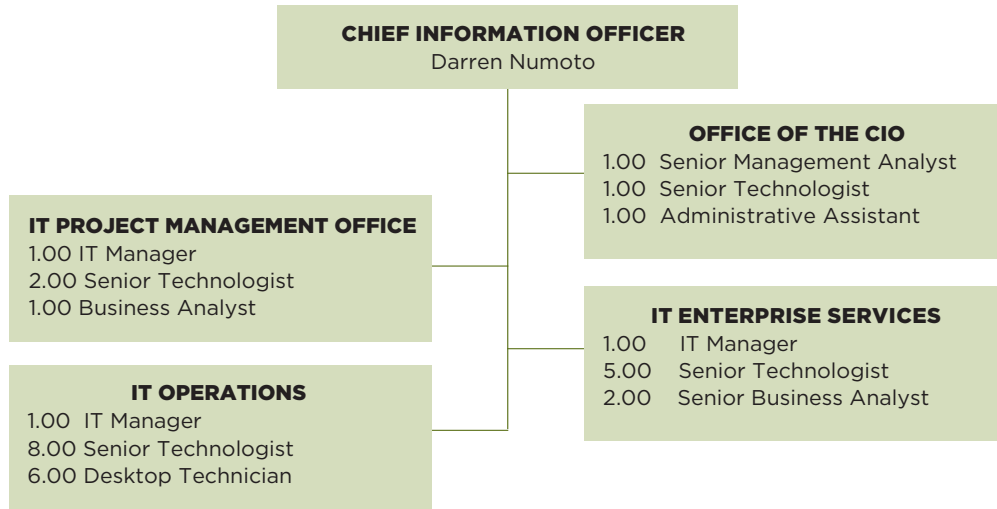 CHIEF INFORMATION OFFICER
Darren Numoto
OFFICE OF THE CIO
1.00 Senior Management Analyst
1.00 Senior Technologist
1.00 Administrative Assistant
IT PROJECT MANAGEMENT OFFICE
1.00 IT Manager
2.00 Senior Technologist
1.00 Business Analyst
IT ENTERPRISE SERVICES
1.00 IT Manager
5.00 Senior Technologist
2.00 Senior Business Analyst
IT OPERATIONS
1.00 IT Manager
8.00 Senior Technologist
6.00 Desktop Technician